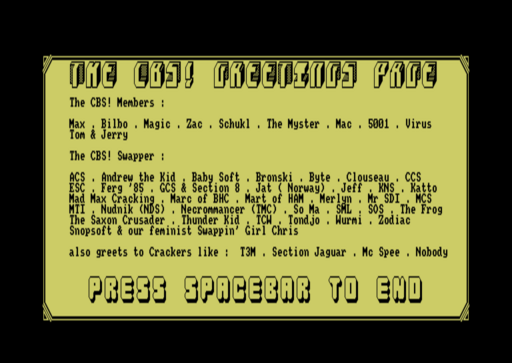 THE CBS! GREETINGS PAGE
The CBS! Members :
Max . Bilbo . Magic . Zac . Schukl . The Myster . Mac . 5001 . Virus
Tom & Jerry
The CBS! Swapper :
ACS . Andrew the Kid . Baby Soft . Bronski . Byte . Clouseau . CCS
ESC . Ferg '85 . GCS & Section 8 . Jat ( Norway) . Jeff . KNS . Katto
Mad Max Cracking . Marc of BHC . Mart of HAM . Merlyn . Mr SDI . MCS
MTI . Nudnik (NDS) . Necrommancer (TMC) . So Ma . SML . SOS . The Frog
The Saxon Crusader . Thunder Kid . TCW . Tondjo . Wurmi . Zodiac
Snopsoft & our feminist Swappin' Girl Chris
also greets to Crackers like : T3M . Section Jaguar . Mc Spee . Nobody
PRESS SPACEBAR TO END